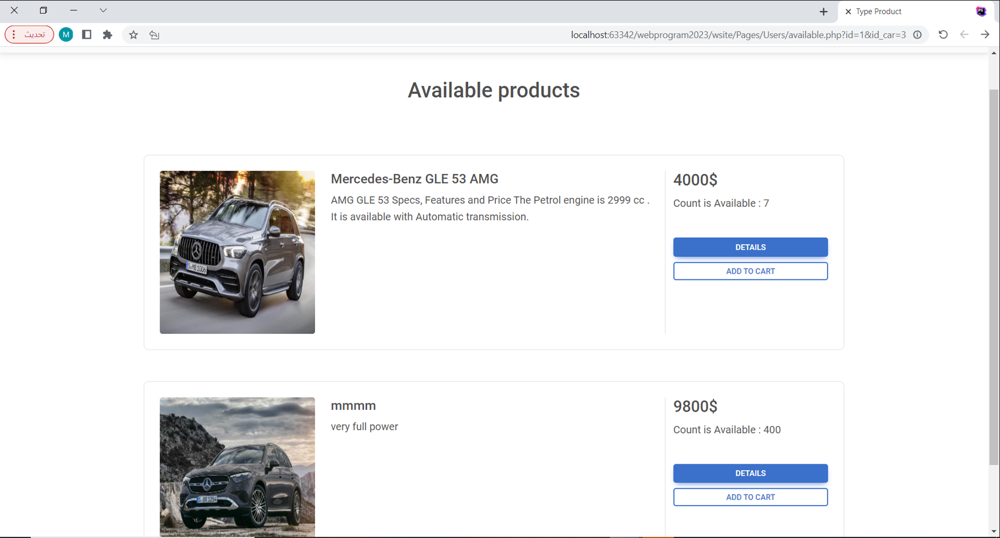 Type Product
تحديث
M
localhost:63342/webprogram2023/wsite/Pages/Users/available.php?id=1&id_car=3
Available products
Mercedes-Benz GLE 53 AMG
AMG GLE 53 Specs, Features and Price The Petrol engine is 2999 cc .
It is available with Automatic transmission.
4000$
Count is Available : 7
DETAILS
ADD TO CART
S MB 1006
mmmm
very full power
9800$
Count is Available : 400
DETAILS
ADD TO CART
S BR 1254